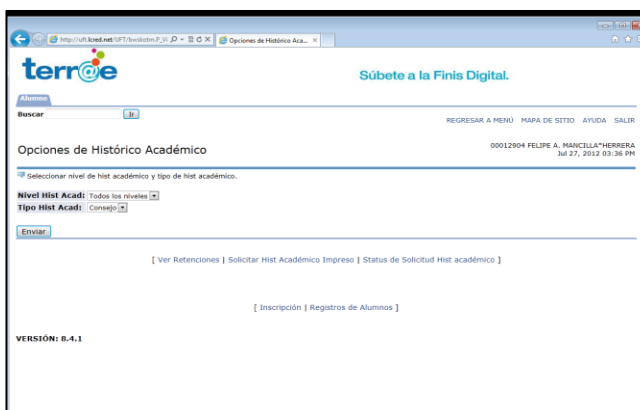 http://uft.lcred.net/UFT/bwskotrn.P_Vi
Opciones de Histórico Aca...
terr@e
Súbete a la Finis Digital.
Alumno
Buscar
Ir
REGRESAR A MENÚ MAPA DE SITIO AYUDA SALIR
Opciones de Histórico Académico
00012904 FELIPE A. MANCILLA*HERRERA
Jul 27, 2012 03:36 PM
Seleccionar nivel de hist académico y tipo de hist académico.
Nivel Hist Acad: Todos los niveles
Tipo Hist Acad: Consejo
Enviar
[ Ver Retenciones | Solicitar Hist Académico Impreso | Status de Solicitud Hist académico ]
[ Inscripción | Registros de Alumnos ]
VERSIÓN: 8.4.1